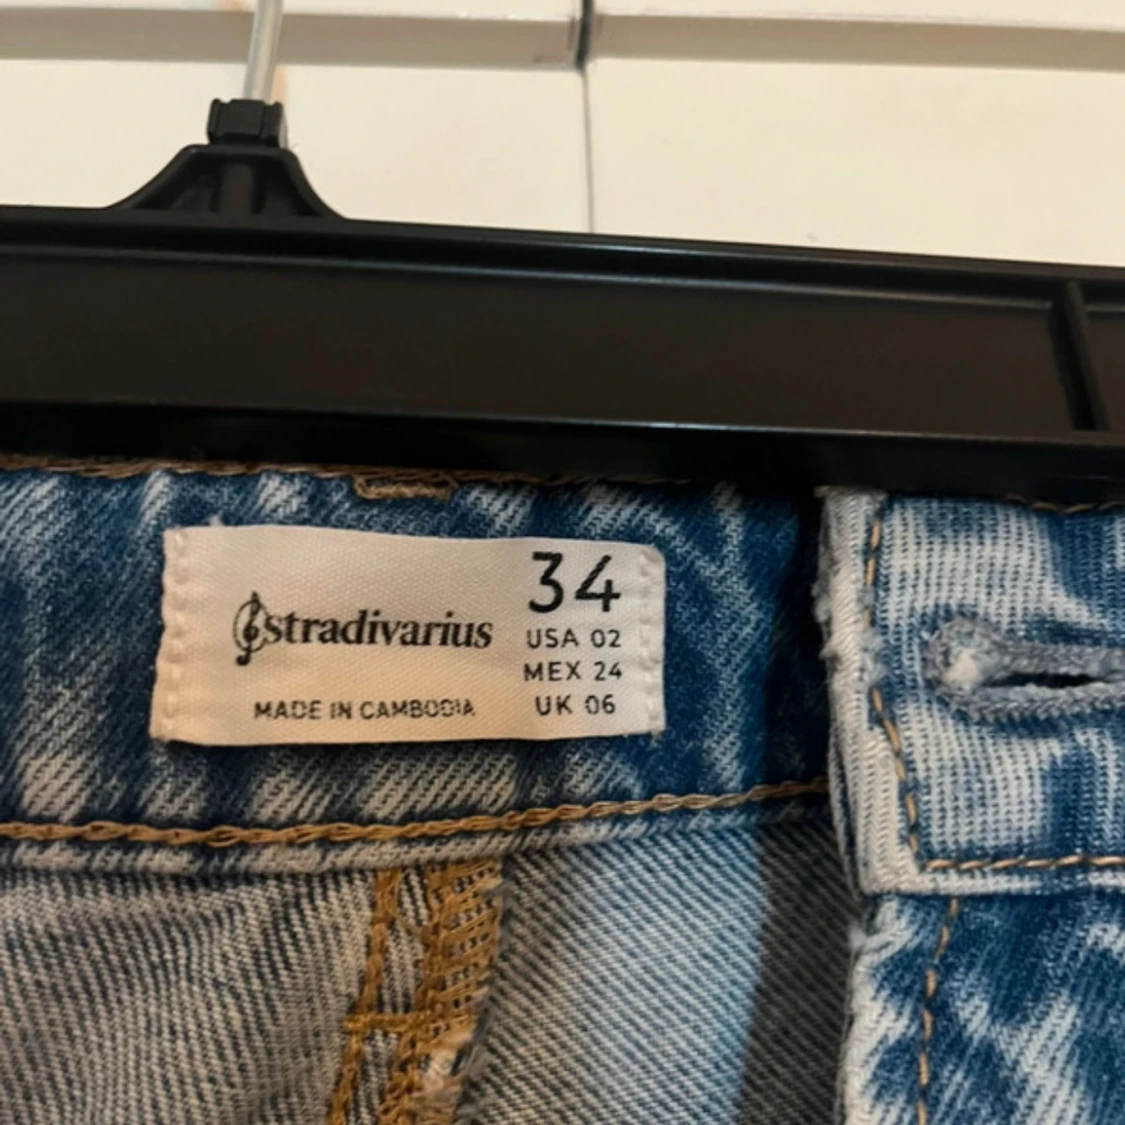 stradivarius
MADE IN CAMBODIA
34
USA 02
MEX 24
UK 06